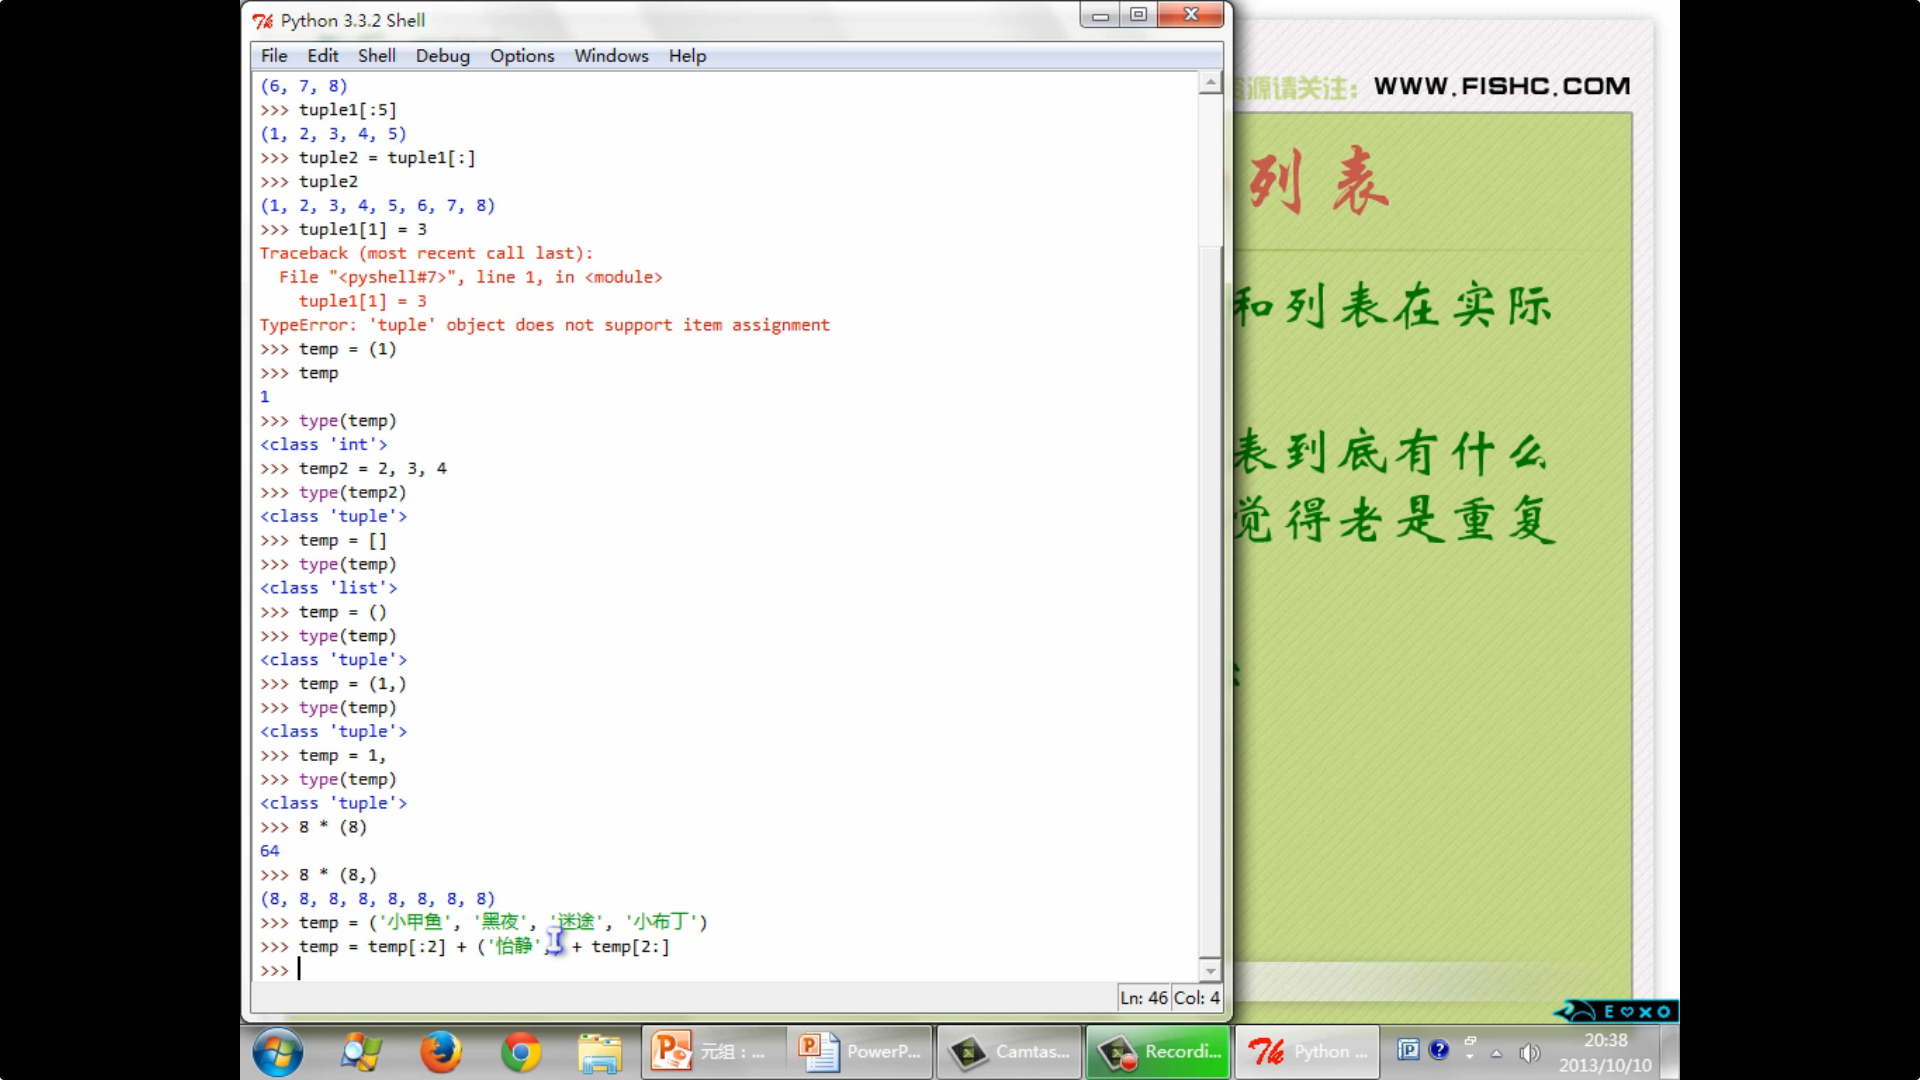 Python 3.3.2 Shell
File Edit Shell Debug Options Windows Help
(6, 7, 8)
>>> tuple1[:5]
(1, 2, 3, 4, 5)
>>> tuple2 = tuple1[:]
>>> tuple2
(1, 2, 3, 4, 5, 6, 7, 8)
>>> tuple1[1] = 3
Traceback (most recent call last):
  File "<pyshell#7>", line 1, in <module>
    tuple1[1] = 3
TypeError: 'tuple' object does not support item assignment
>>> temp = (1)
>>> temp
1
>>> type(temp)
<class 'int'>
>>> temp2 = 2, 3, 4
>>> type(temp2)
<class 'tuple'>
>>> temp = []
>>> type(temp)
<class 'list'>
>>> temp = ()
>>> type(temp)
<class 'tuple'>
>>> temp = (1,)
>>> type(temp)
<class 'tuple'>
>>> temp = 1,
>>> type(temp)
<class 'tuple'>
>>> 8 * (8)
64
>>> 8 * (8,)
(8, 8, 8, 8, 8, 8, 8, 8)
>>> temp = ('小甲鱼', '黑夜', '迷途', '小布丁')
>>> temp = temp[:2] + ('怡静', + temp[2:]
>>>
Ln: 46 Col: 4
源请关注: WWW.FISHC.COM
列表
和列表在实际
表到底有什么
觉得老是重复
元组：...
PowerP...
Camtas...
Recordi...
Python ...
E
20:38
2013/10/10